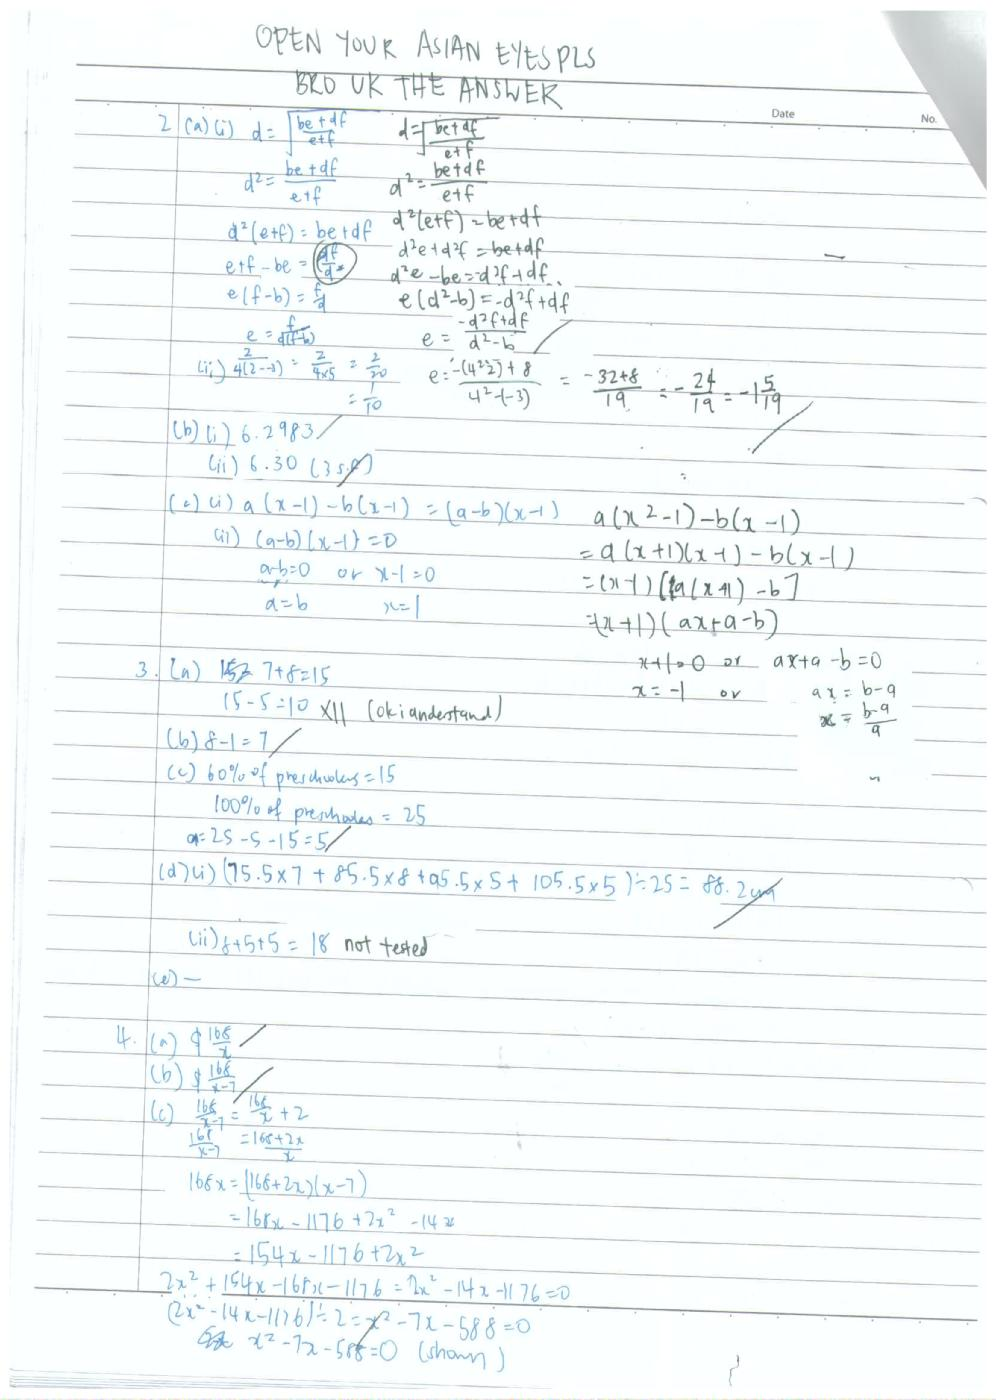 OPEN YOUR ASIAN EYES PLS
BRO UK THE ANSWER
Date
No.
2 (a)(i) d = √(be+df)/(e+f)
d = √(be+df)/(e+f)
d² = (be+df)/(e+f)
d² = (be+df)/(e+f)
d²(e+f) = be+df
d²(e+f) = be+df
e+f-be = df/d²
d²e+d²f = be+df
e(f-b) = f/d
d²e-be = -d²f+df
e(d²-b) = -d²f+df
e = f/d(f-b)
e = (-d²f+df)/(d²-b)
(ii) 2/4(2--3) = 2/4×5 = 2/20
= 1/10
e = (-(4²2)+8)/(4²-(-3)) = (-32+8)/19 = -24/19 = -1 5/19
(b)(i) 6.2983
(ii) 6.30 (3 s.f)
(c)(i) a(x-1)-b(x-1) = (a-b)(x-1)
a(x²-1)-b(x-1)
(ii) (a-b)(x-1)=0
= a(x+1)(x-1)-b(x-1)
a-b=0 or x-1=0
=(x-1)[a(x+1)-b]
a=b x=1
=(x+1)(ax+a-b)
x+1=0 or ax+a-b=0
x=-1 or ax = b-a
x = (b-a)/a
3. (a) 7+8=15
15-5=10 ×11 (ok i understand)
(b) 8-1=7
(c) 60% of preschoolers = 15
100% of preschoolers = 25
a=25-5-15=5
(d)(i) (75.5×7 + 85.5×8 + 95.5×5 + 105.5×5)÷25 = 88.2cm
(ii) 8+5+5 = 18 not tested
(e) —
4. (a) $168/x
(b) $168/(x-7)
(c) 168/(x-7) = 168/x + 2
168/(x-7) = (168+2x)/x
168x = (168+2x)(x-7)
= 168x - 1176 + 2x² - 14x
= 154x - 1176 + 2x²
2x² + 154x - 168x - 1176 = 2x² - 14x - 1176 = 0
(2x² - 14x - 1176)÷2 = x² - 7x - 588 = 0
x² - 7x - 588 = 0 (shown)